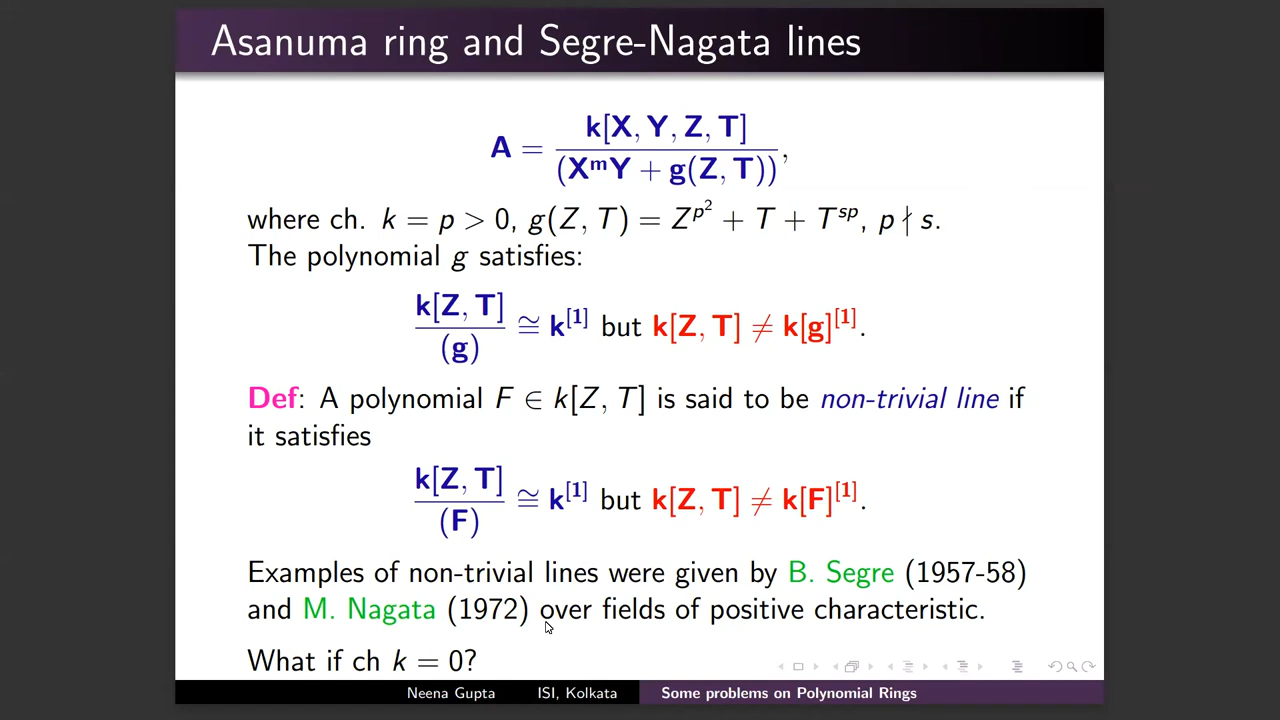 Asanuma ring and Segre-Nagata lines
A = k[X, Y, Z, T] / (XᵐY + g(Z, T)),
where ch. k = p > 0, g(Z, T) = Z^{p²} + T + T^{sp}, p ∤ s.
The polynomial g satisfies:
k[Z, T] / (g) ≅ k^{[1]} but k[Z, T] ≠ k[g]^{[1]}.
Def: A polynomial F ∈ k[Z, T] is said to be non-trivial line if
it satisfies
k[Z, T] / (F) ≅ k^{[1]} but k[Z, T] ≠ k[F]^{[1]}.
Examples of non-trivial lines were given by B. Segre (1957-58)
and M. Nagata (1972) over fields of positive characteristic.
What if ch k = 0?
Neena Gupta ISI, Kolkata Some problems on Polynomial Rings